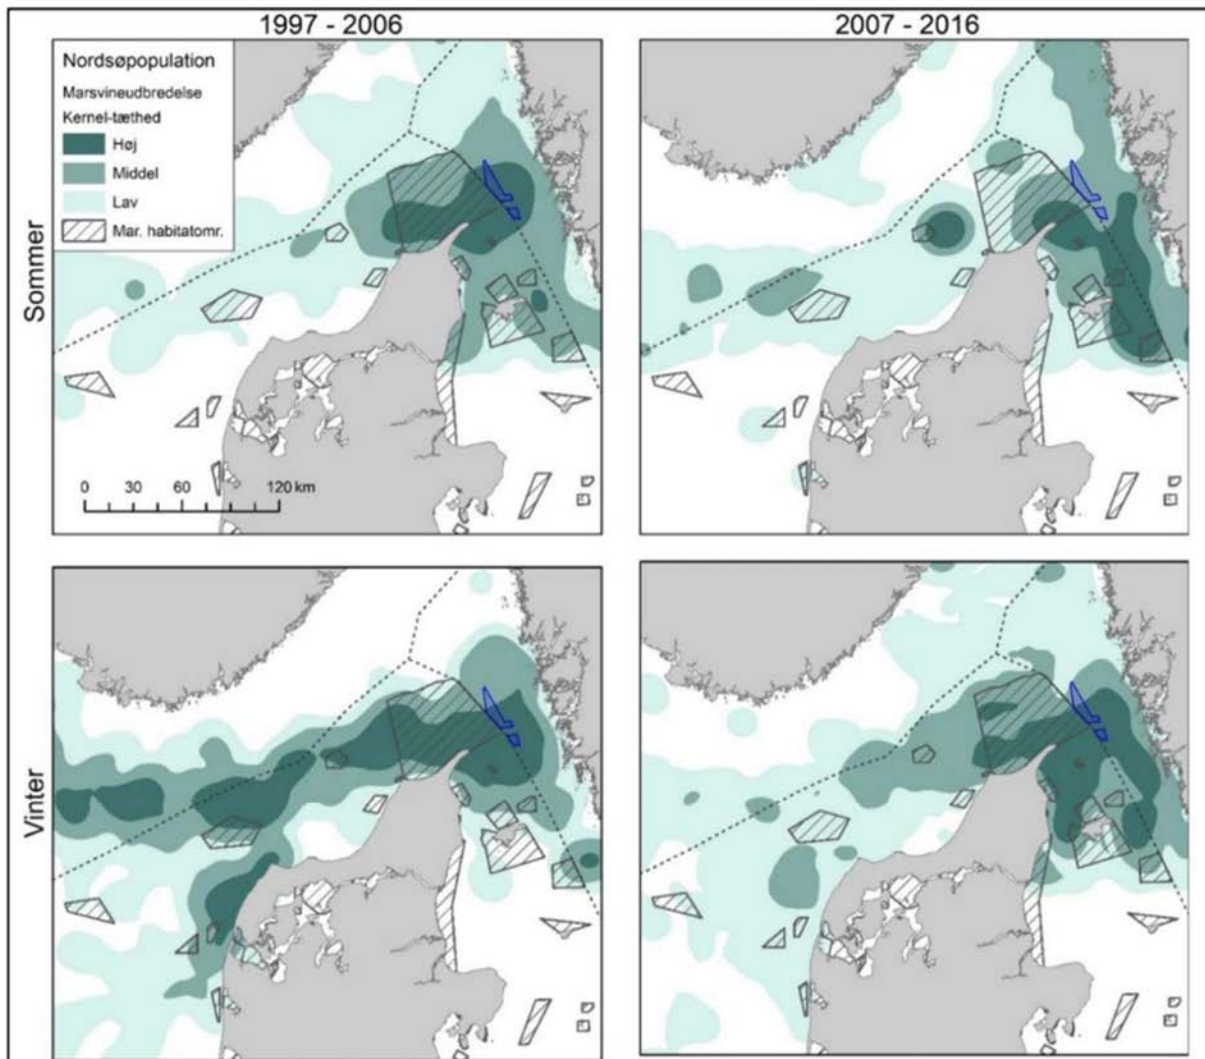 1997 - 2006
2007 - 2016
Nordsøpopulation
Marsvineudbredelse
Kernel-tæthed
Høj
Middel
Lav
Mar. habitatomr.
Sommer
0 30 60 120 km
Vinter